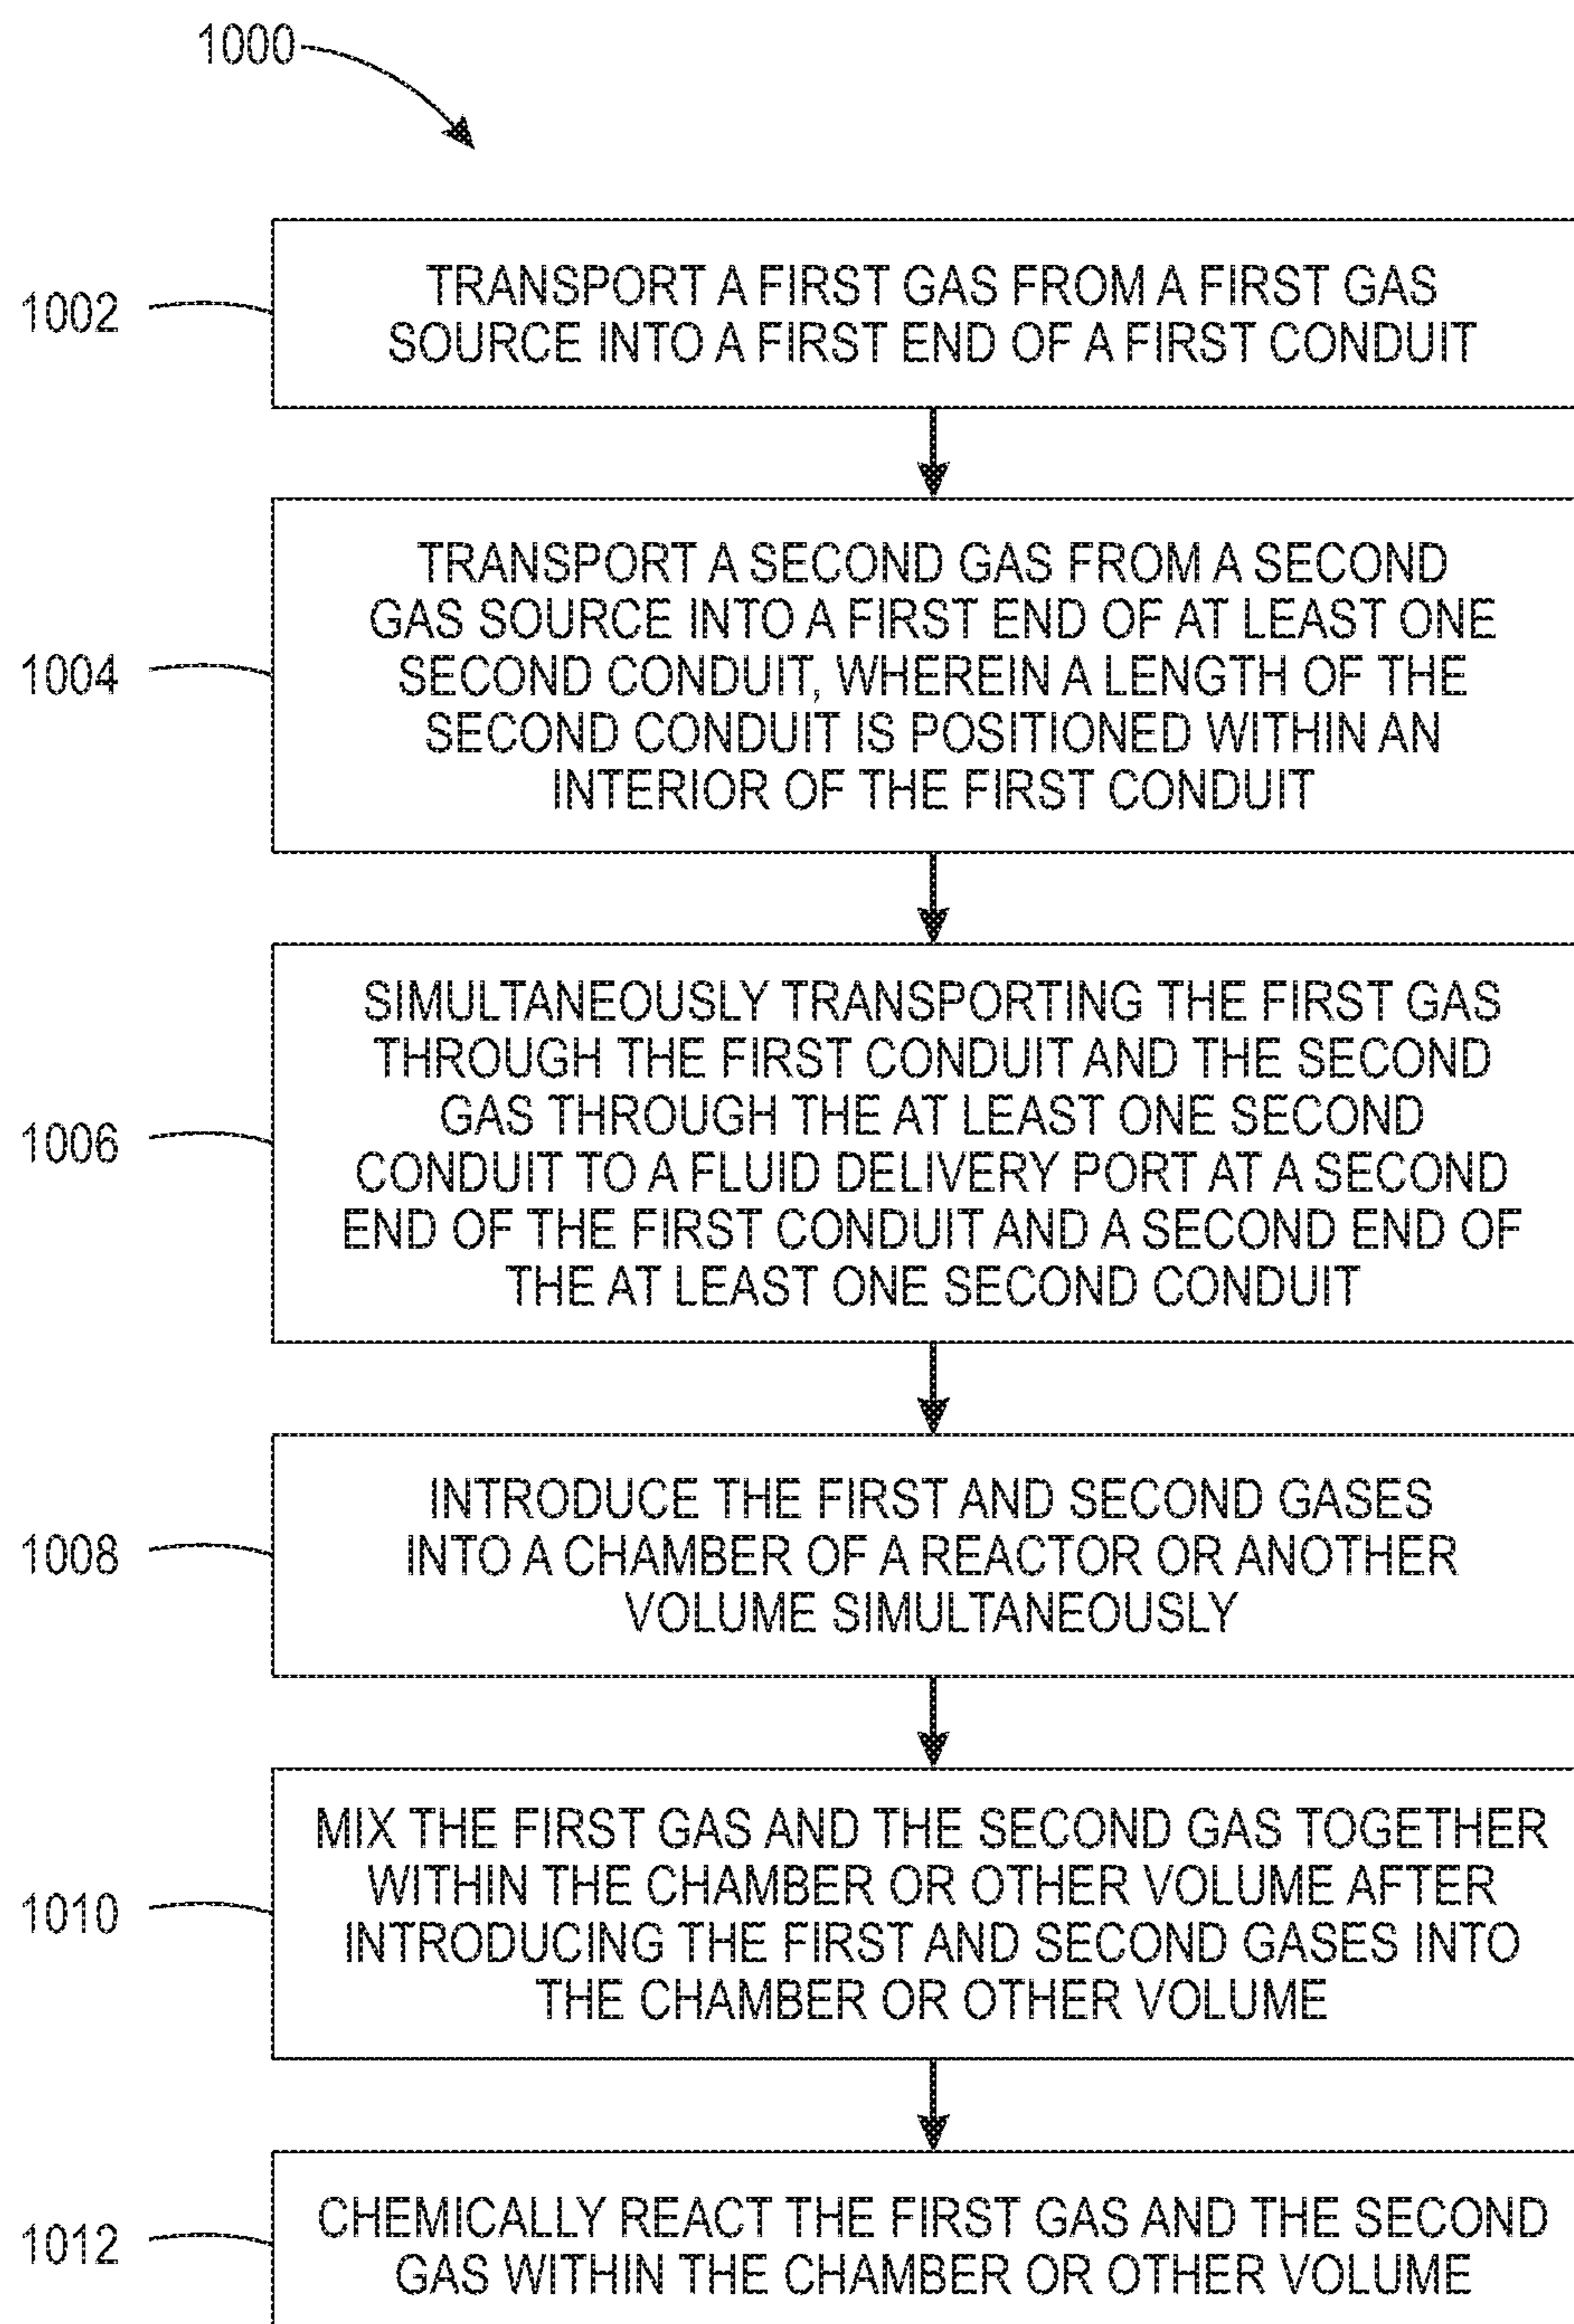 1000
1002
TRANSPORT A FIRST GAS FROM A FIRST GAS
SOURCE INTO A FIRST END OF A FIRST CONDUIT
1004
TRANSPORT A SECOND GAS FROM A SECOND
GAS SOURCE INTO A FIRST END OF AT LEAST ONE
SECOND CONDUIT, WHEREIN A LENGTH OF THE
SECOND CONDUIT IS POSITIONED WITHIN AN
INTERIOR OF THE FIRST CONDUIT
1006
SIMULTANEOUSLY TRANSPORTING THE FIRST GAS
THROUGH THE FIRST CONDUIT AND THE SECOND
GAS THROUGH THE AT LEAST ONE SECOND
CONDUIT TO A FLUID DELIVERY PORT AT A SECOND
END OF THE FIRST CONDUIT AND A SECOND END OF
THE AT LEAST ONE SECOND CONDUIT
1008
INTRODUCE THE FIRST AND SECOND GASES
INTO A CHAMBER OF A REACTOR OR ANOTHER
VOLUME SIMULTANEOUSLY
1010
MIX THE FIRST GAS AND THE SECOND GAS TOGETHER
WITHIN THE CHAMBER OR OTHER VOLUME AFTER
INTRODUCING THE FIRST AND SECOND GASES INTO
THE CHAMBER OR OTHER VOLUME
1012
CHEMICALLY REACT THE FIRST GAS AND THE SECOND
GAS WITHIN THE CHAMBER OR OTHER VOLUME